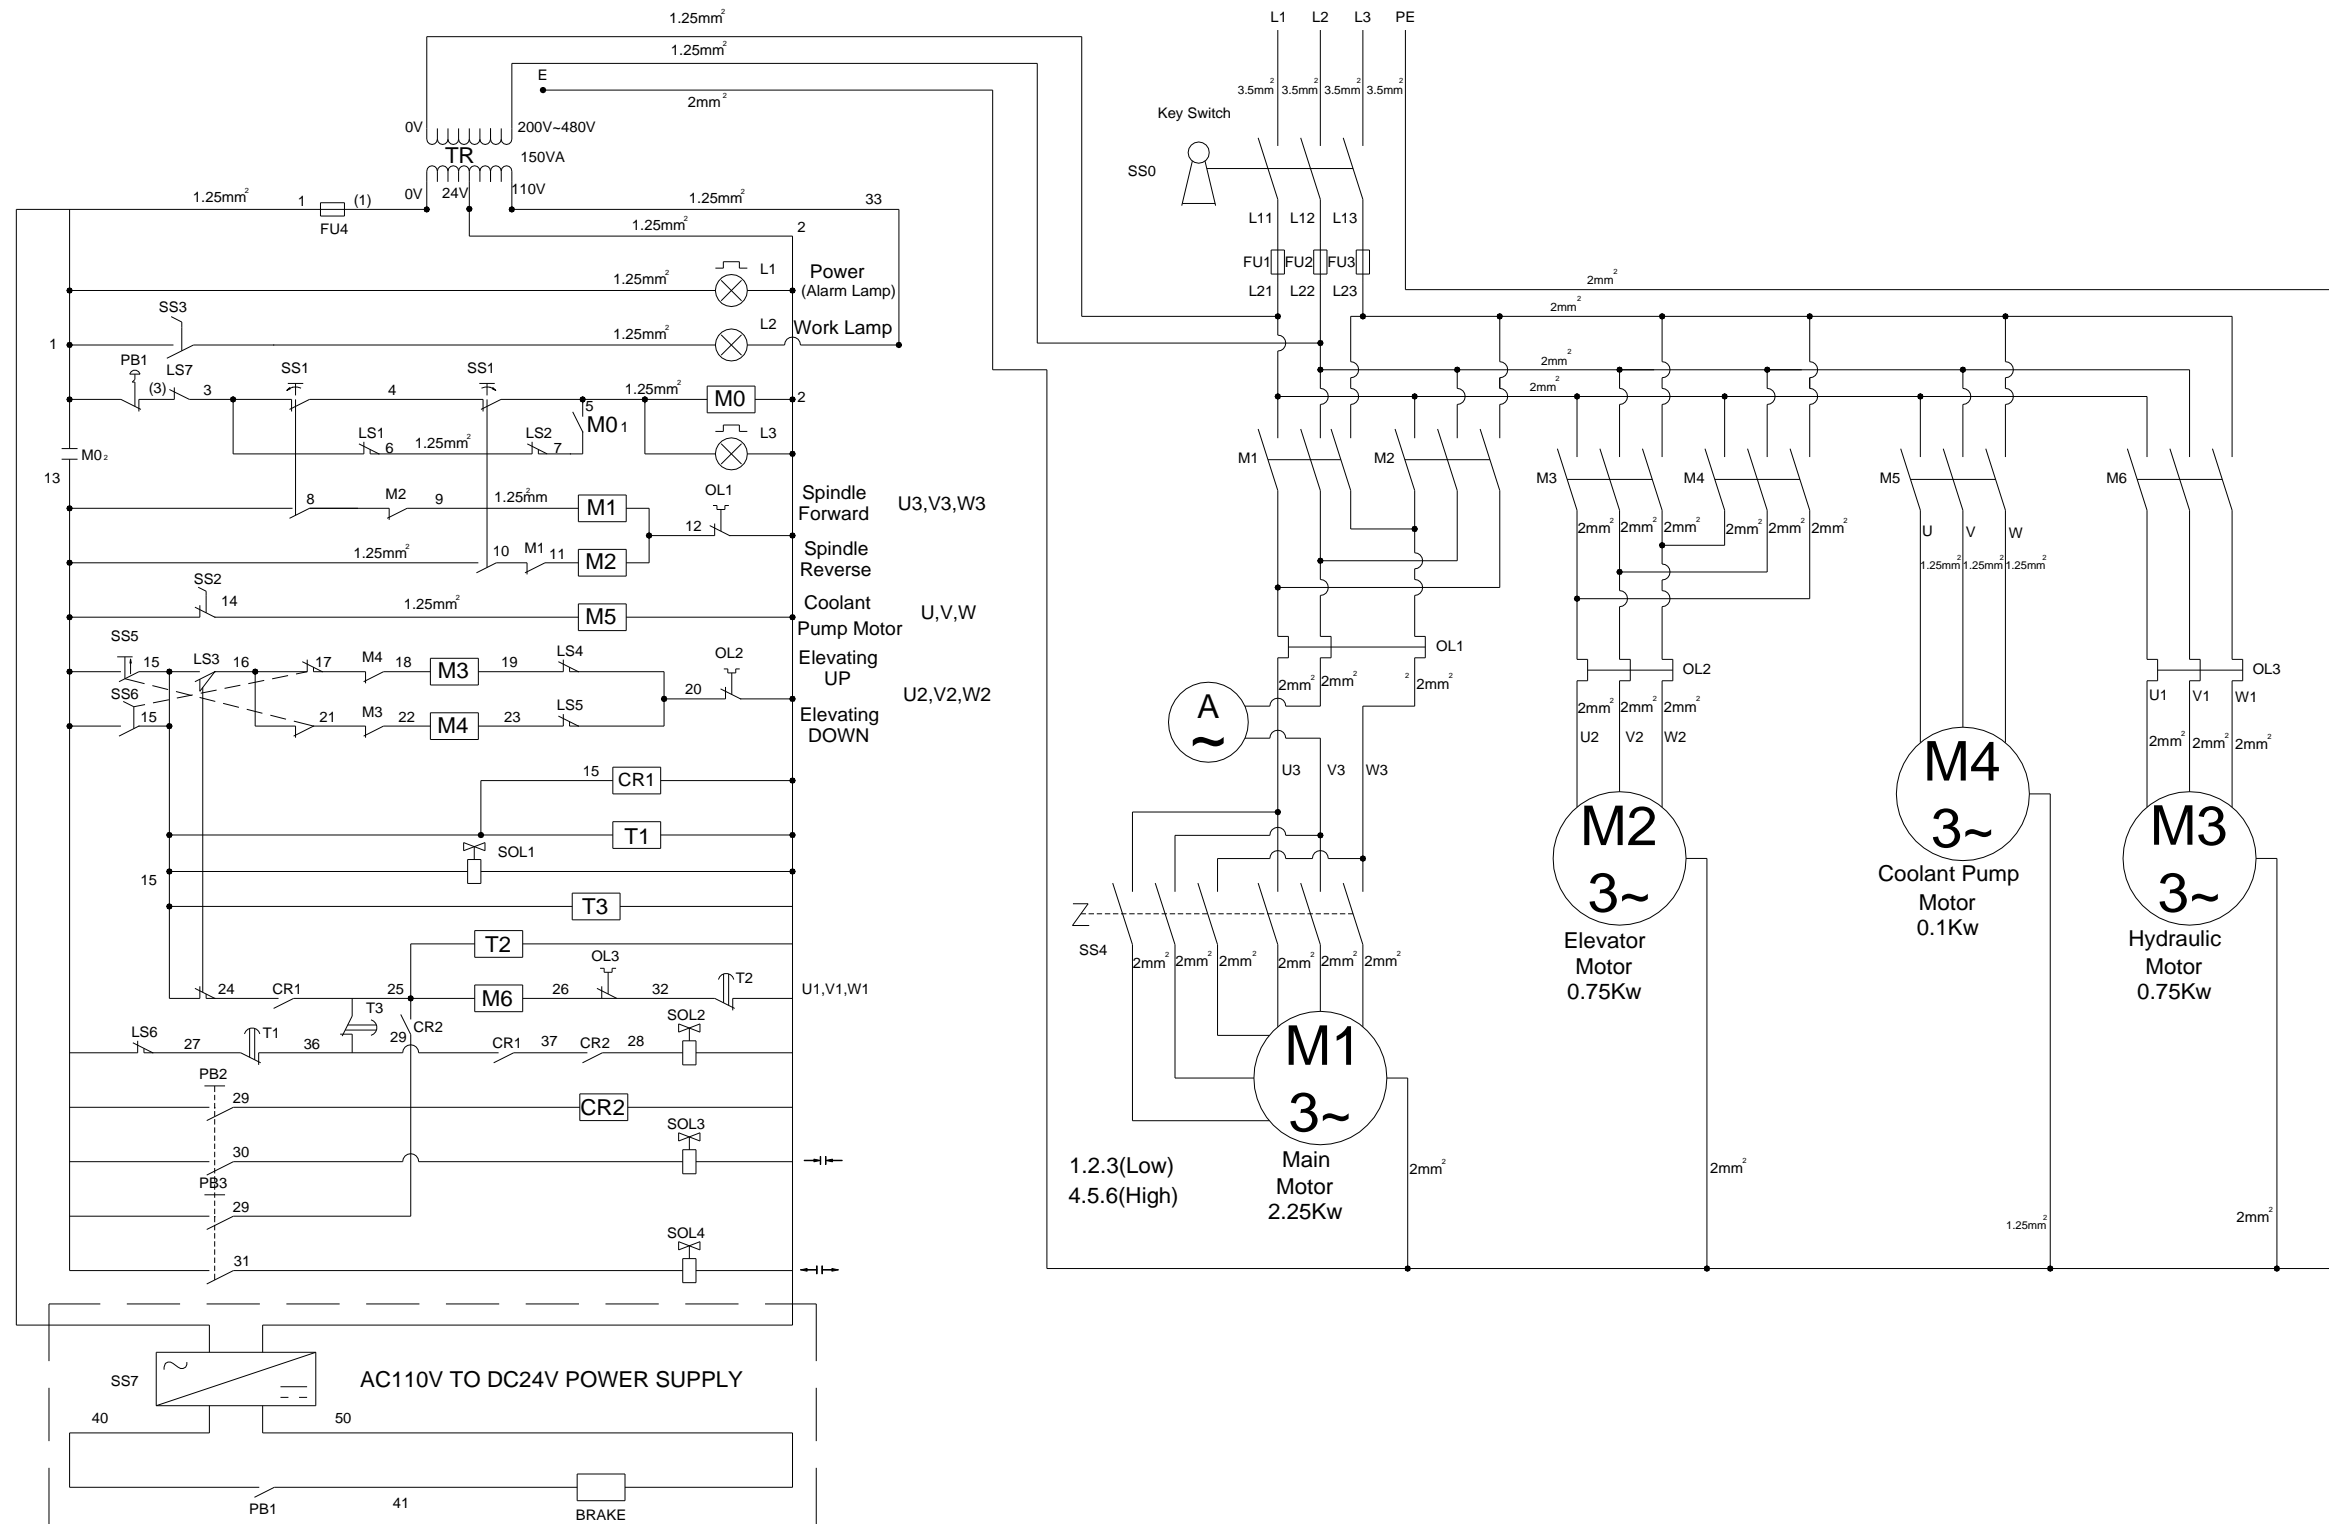 1.25mm²
1.25mm²
E
2mm²
0V
200V~480V
TR
150VA
0V
24V
110V
1.25mm²
1
(1)
FU4
1.25mm²
33
1.25mm²
2
1.25mm²
L1
Power
(Alarm Lamp)
SS3
1.25mm²
L2
Work Lamp
1
PB1
(3)
LS7
3
SS1
4
SS1
1.25mm²
M0
2
5
M0 1
LS1
6
1.25mm²
LS2
7
L3
M0 2
13
8
M2
9
1.25mm²
M1
OL1
12
Spindle
Forward
U3,V3,W3
1.25mm²
10
M1
11
M2
Spindle
Reverse
SS2
14
1.25mm²
M5
Coolant
Pump Motor
U,V,W
SS5
15
LS3
16
17
M4
18
M3
19
LS4
OL2
Elevating
UP
20
U2,V2,W2
SS6
15
21
M3
22
M4
23
LS5
Elevating
DOWN
15
CR1
T1
SOL1
15
T3
T2
24
CR1
25
M6
26
OL3
32
T2
U1,V1,W1
T3
CR2
LS6
27
T1
36
29
CR1
37
CR2
28
SOL2
PB2
29
CR2
30
SOL3
PB3
29
31
SOL4
SS7
AC110V TO DC24V POWER SUPPLY
40
50
PB1
41
BRAKE
L1
L2
L3
PE
3.5mm²
3.5mm²
3.5mm²
3.5mm²
Key Switch
SS0
L11
L12
L13
FU1
FU2
FU3
L21
L22
L23
2mm²
2mm²
2mm²
2mm²
M1
M2
M3
M4
M5
M6
2mm²
2mm²
2mm²
2mm²
2mm²
2mm²
U
V
W
1.25mm²
1.25mm²
1.25mm²
OL1
OL2
OL3
2mm²
2mm²
2
2mm²
A
~
U3
V3
W3
2mm²
2mm²
2mm²
U2
V2
W2
U1
V1
W1
2mm²
2mm²
2mm²
SS4
2mm²
2mm²
2mm²
2mm²
2mm²
2mm²
M1
3~
Main
Motor
2.25Kw
1.2.3(Low)
4.5.6(High)
2mm²
M2
3~
Elevator
Motor
0.75Kw
2mm²
M4
3~
Coolant Pump
Motor
0.1Kw
1.25mm²
M3
3~
Hydraulic
Motor
0.75Kw
2mm²